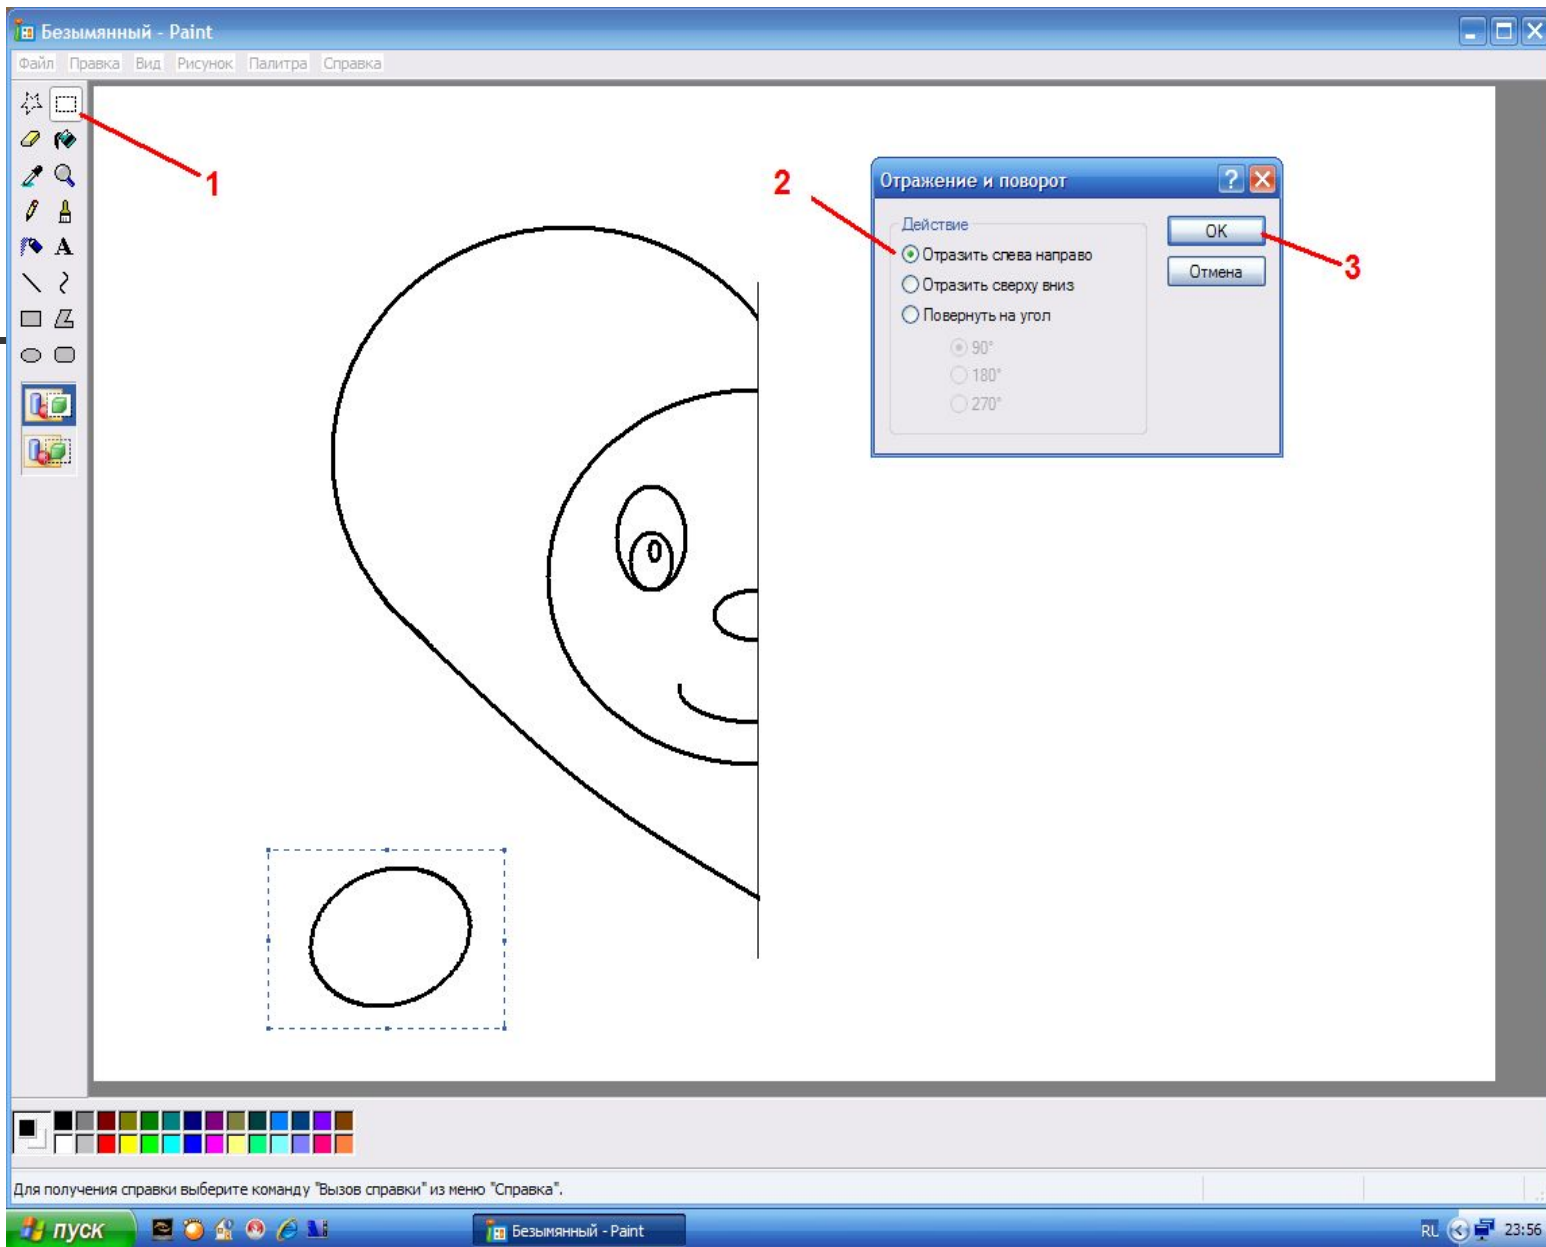 Безымянный - Paint
Файл Правка Вид Рисунок Палитра Справка
1
2
Отражение и поворот
Действие
Отразить слева направо
Отразить сверху вниз
Повернуть на угол
90°
180°
270°
OK
Отмена
3
A
Для получения справки выберите команду "Вызов справки" из меню "Справка".
пуск
Безымянный - Paint
RL
23:56